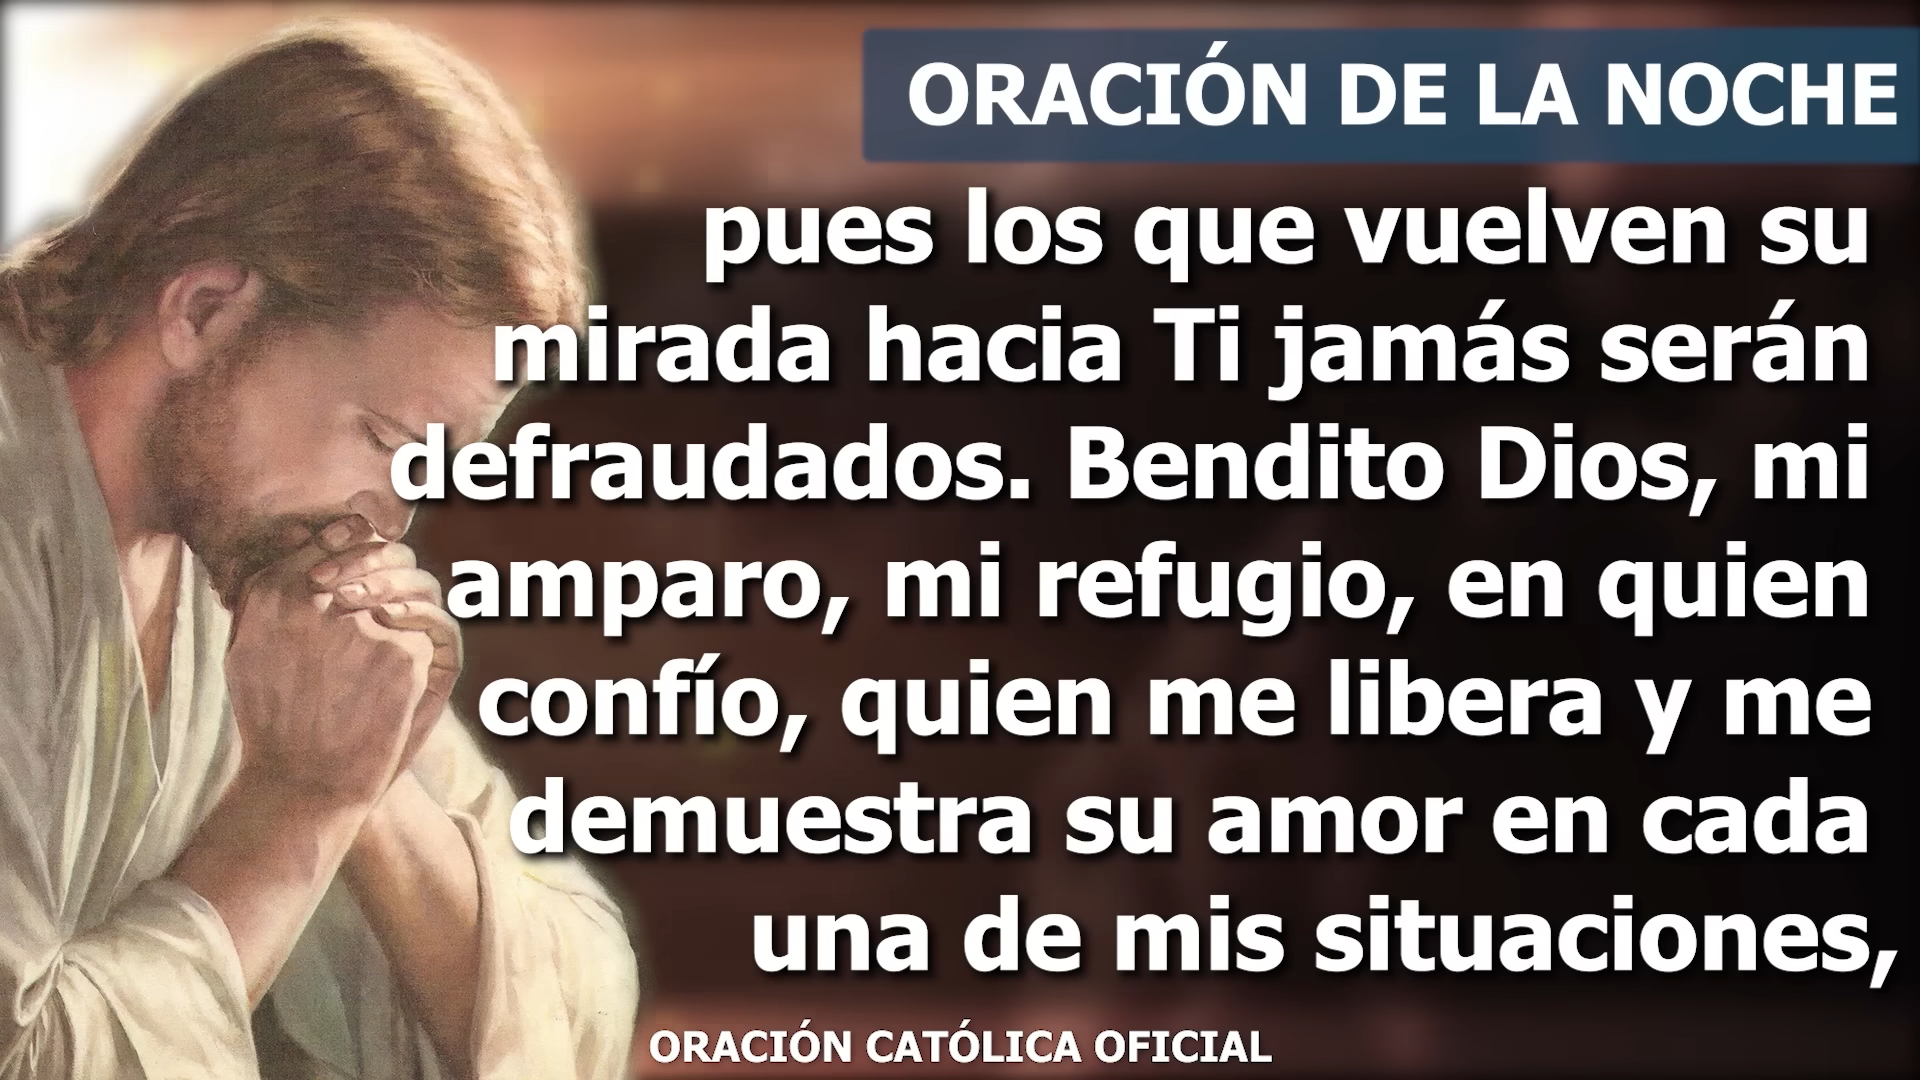 ORACIÓN DE LA NOCHE
pues los que vuelven su
mirada hacia Ti jamás serán
defraudados. Bendito Dios, mi
amparo, mi refugio, en quien
confío, quien me libera y me
demuestra su amor en cada
una de mis situaciones,
ORACIÓN CATÓLICA OFICIAL